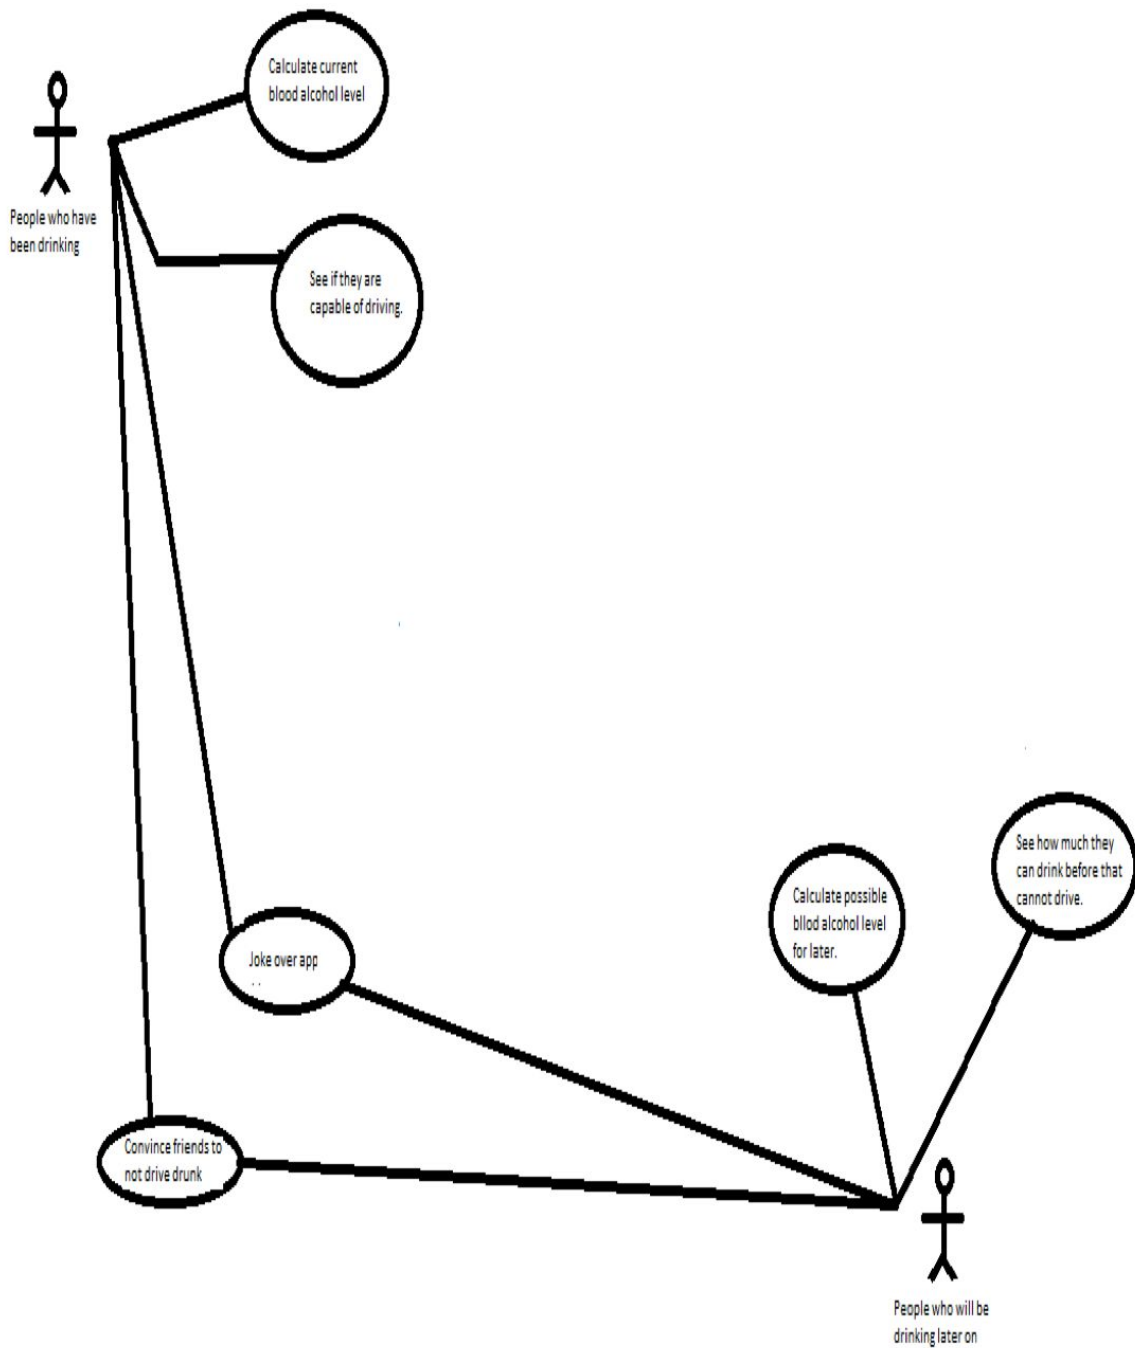 Calculate current
blood alcohol level
People who have
been drinking
See if they are
capable of driving.
See how much they
can drink before that
cannot drive.
Calculate possible
bllod alcohol level
for later.
Joke over app
Convince friends to
not drive drunk
People who will be
drinking later on